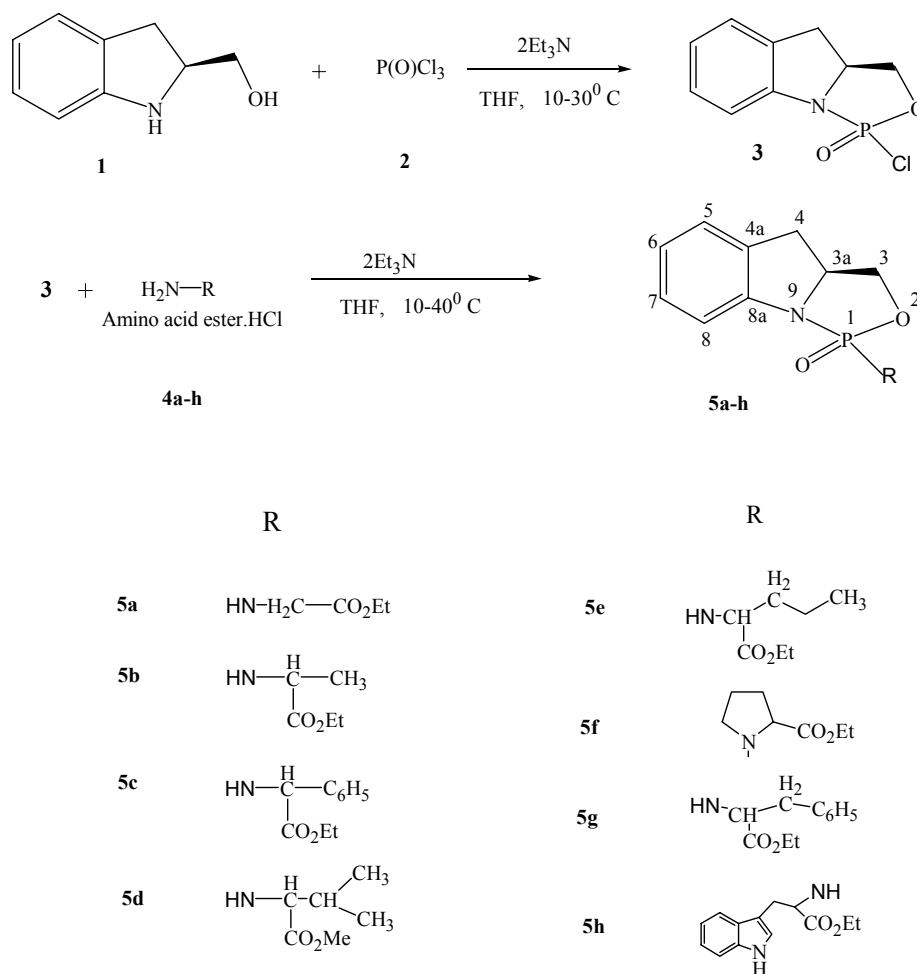 OH
N
H
1
+
P(O)Cl3
2
2Et3N
THF, 10-30⁰ C
N
P
O
O
Cl
3
3 + H2N—R
Amino acid ester.HCl
4a-h
2Et3N
THF, 10-40⁰ C
5
6
7
8
4a
8a
4
3a
3
9
N
1
P
O
2
O
R
5a-h
R
R
5a HN—H2C—CO2Et
5b HN—C—CH3
H
CO2Et
5c HN—C—C6H5
H
CO2Et
5d HN—C—CH
H
CH3
CH3
CO2Me
5e HN-CH
H2
C
CH3
CO2Et
5f N
CO2Et
5g HN-CH
H2
C
C6H5
CO2Et
5h NH
CO2Et
N
H